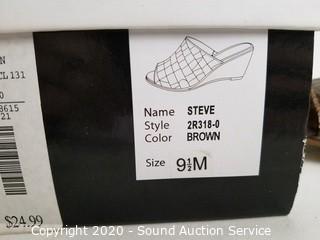 N
CL 131
0
8615
21
$24.99
Name STEVE
Style 2R318-0
Color BROWN
Size 9½M
Copyright 2020 - Sound Auction Service